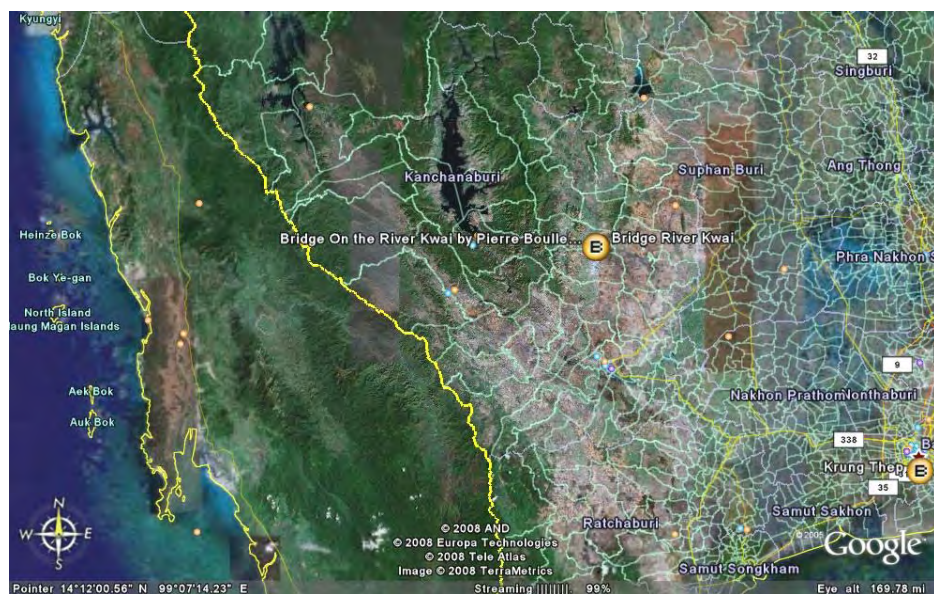 Kyungyi
32
Singburi
Kanchanaburi
Suphan Buri
Ang Thong
Heinze Bok
Bridge On the River Kwai by Pierre Boulle...
B
Bridge River Kwai
Phra Nakhon S
Bok Ye-gan
North Island
aung Magan Islands
9
Aek Bok
Auk Bok
Nakhon Prathom
Nonthaburi
338
B
Krung Thep
B
35
N
W E
S
Ratchaburi
Samut Sakhon
© 2008 AND
© 2008 Europa Technologies
© 2008 Tele Atlas
Image © 2008 TerraMetrics
© 2008 Google
Samut Songkham
Pointer 14°12'00.56" N 99°07'14.23" E
Streaming |||||||| 99%
Eye alt 169.78 mi